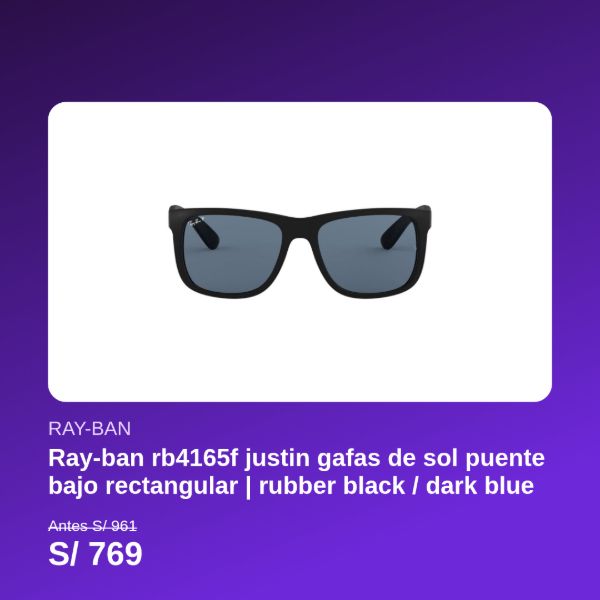 RAY-BAN
Ray-ban rb4165f justin gafas de sol puente
bajo rectangular | rubber black / dark blue
Antes S/ 961
S/ 769